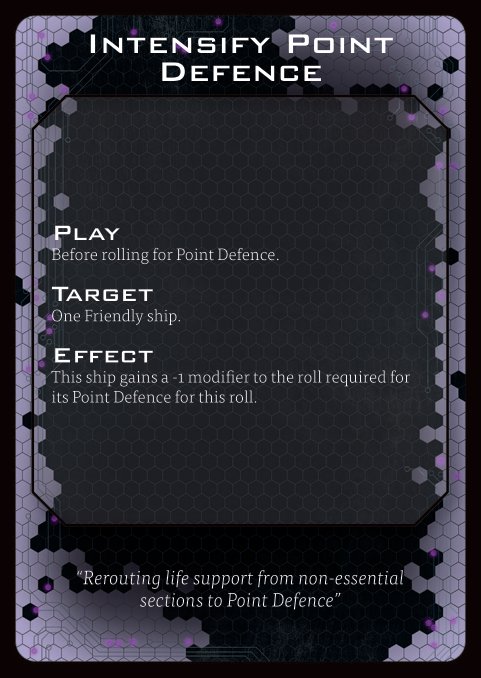 Intensify Point
Defence
Play
Before rolling for Point Defence.
Target
One Friendly ship.
Effect
This ship gains a -1 modifier to the roll required for
its Point Defence for this roll.
“Rerouting life support from non-essential
sections to Point Defence”